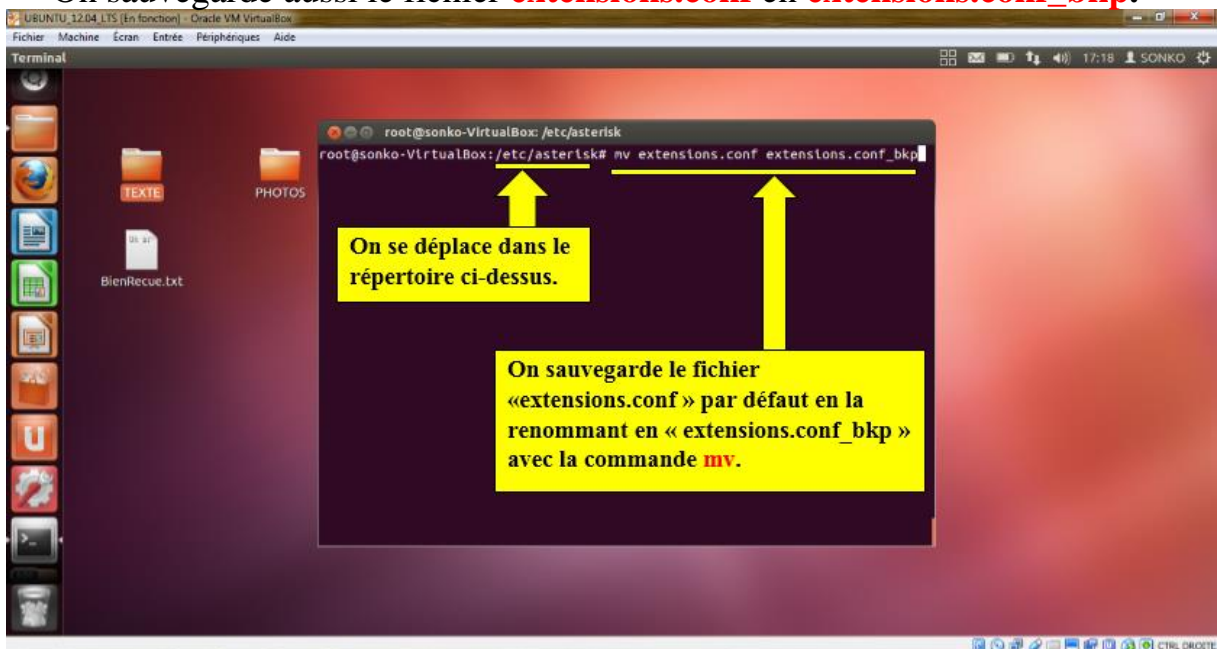 On sauvegarde aussi le fichier extensions.conf en extensions.conf_bkp.
UBUNTU_12.04_LTS [En fonction] - Oracle VM VirtualBox
Fichier Machine Écran Entrée Périphériques Aide
Terminal 17:18 SONKO
root@sonko-VirtualBox: /etc/asterisk
root@sonko-VirtualBox:/etc/asterisk# mv extensions.conf extensions.conf_bkp
TEXTE PHOTOS
On se déplace dans le
répertoire ci-dessus.
BienRecue.txt
On sauvegarde le fichier
«extensions.conf » par défaut en la
renommant en « extensions.conf_bkp »
avec la commande mv.
CTRL DROITE